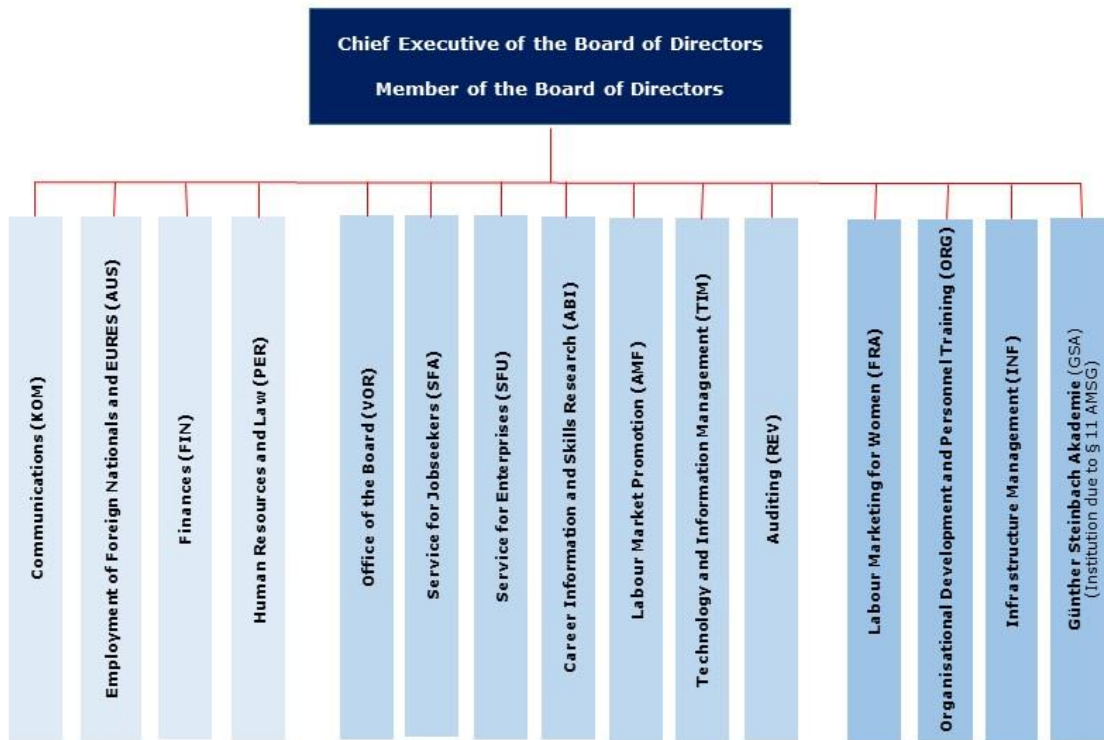 Chief Executive of the Board of Directors
Member of the Board of Directors
Communications (KOM)
Employment of Foreign Nationals and EURES (AUS)
Finances (FIN)
Human Resources and Law (PER)
Office of the Board (VOR)
Service for Jobseekers (SFA)
Service for Enterprises (SFU)
Career Information and Skills Research (ABI)
Labour Market Promotion (AMF)
Technology and Information Management (TIM)
Auditing (REV)
Labour Marketing for Women (FRA)
Organisational Development and Personnel Training (ORG)
Infrastructure Management (INF)
Günther Steinbach Akademie (GSA)
(Institution due to § 11 AMSG)